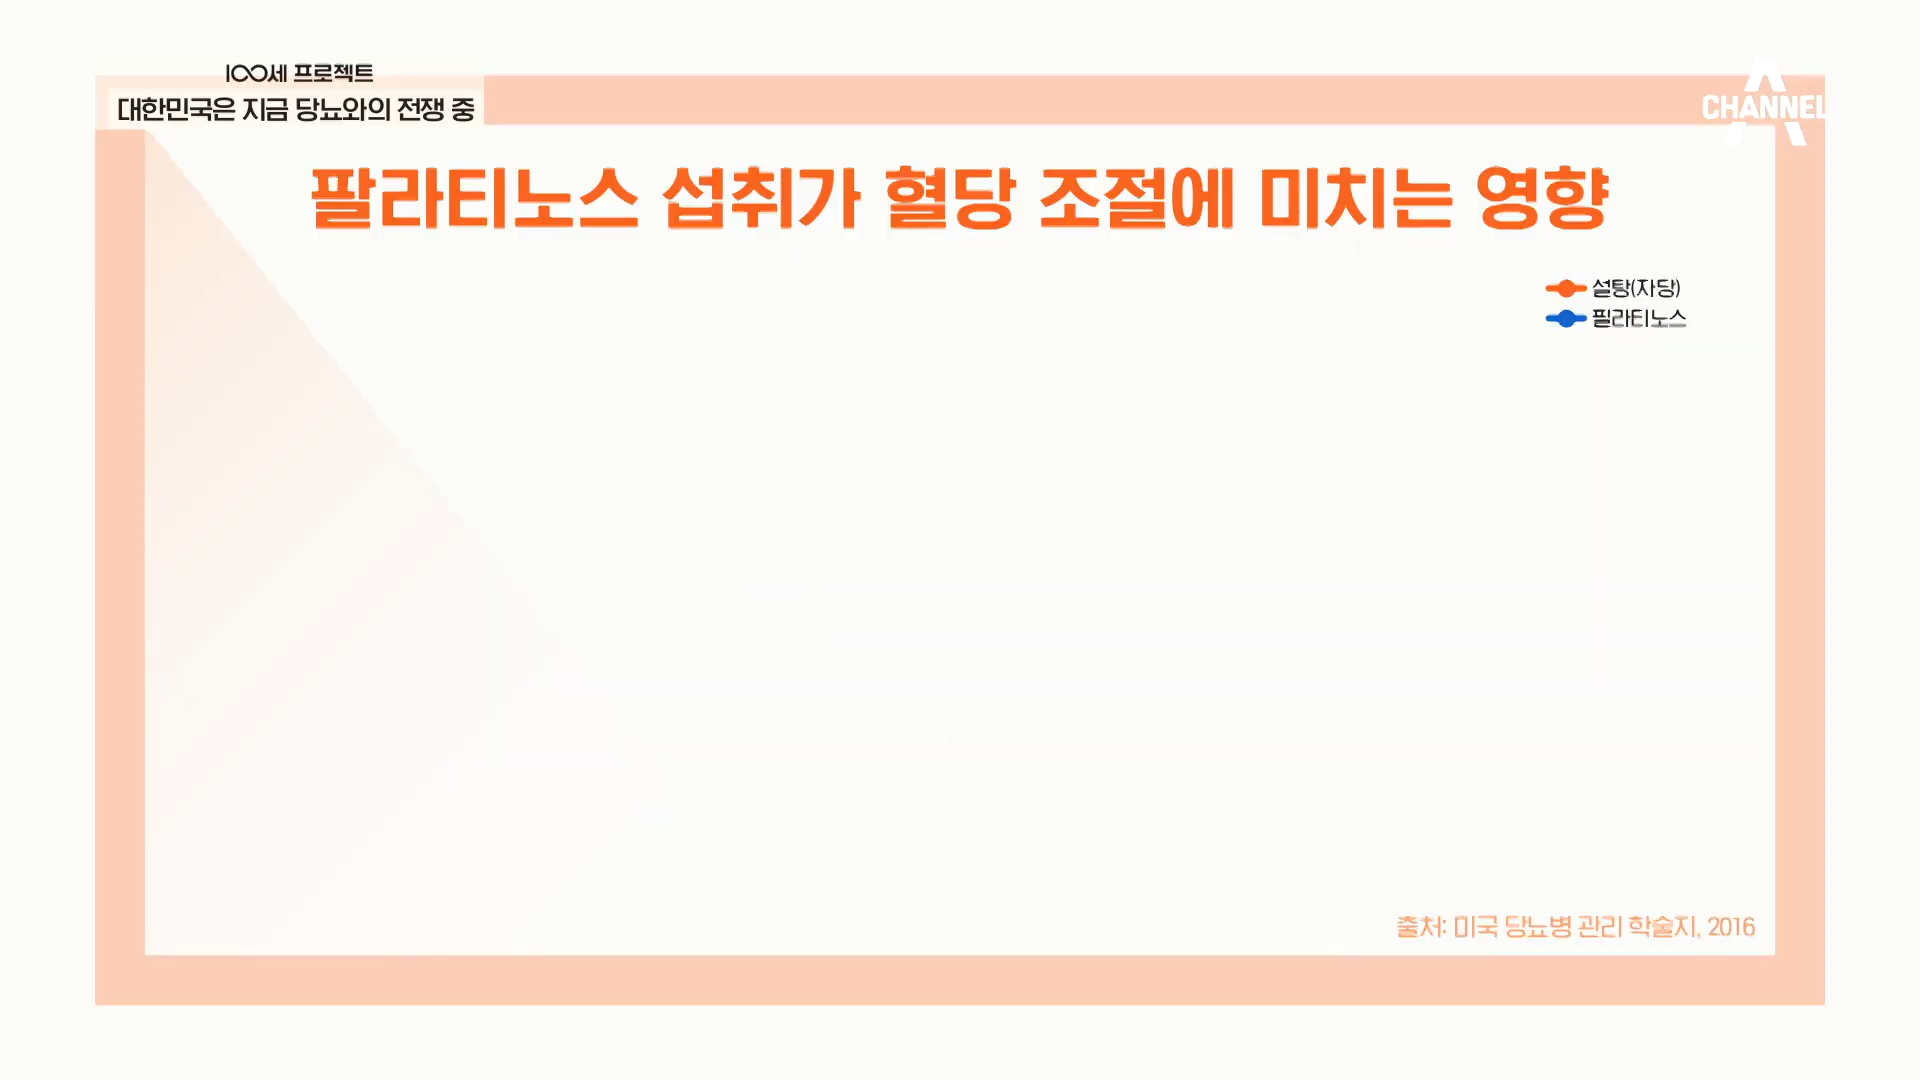 100세 프로젝트
대한민국은 지금 당뇨와의 전쟁 중
CHANNEL A
팔라티노스 섭취가 혈당 조절에 미치는 영향
설탕(자당)
필라티노스
출처: 미국 당뇨병 관리 학술지, 2016